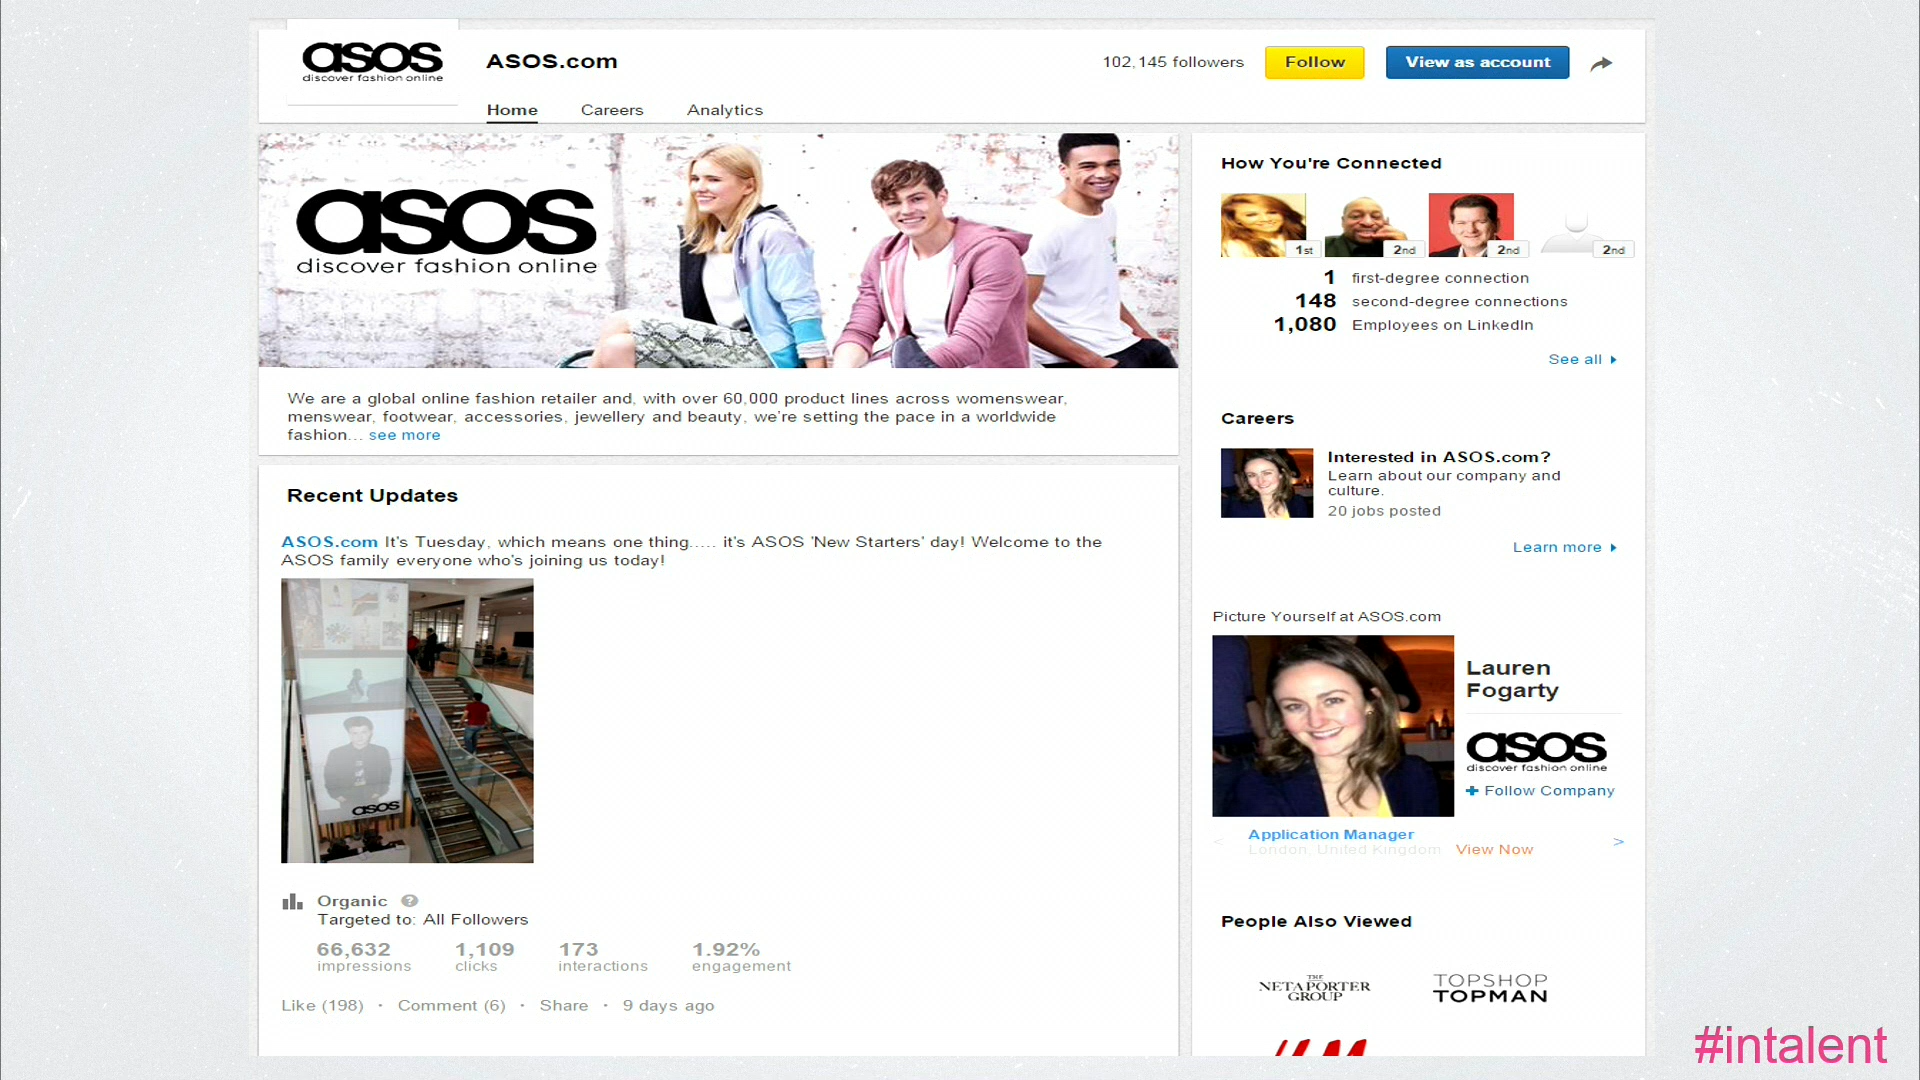 asos
discover fashion online
ASOS.com
102,145 followers
Follow
View as account
Home
Careers
Analytics
asos
discover fashion online
We are a global online fashion retailer and, with over 60,000 product lines across womenswear,
menswear, footwear, accessories, jewellery and beauty, we're setting the pace in a worldwide
fashion... see more
Recent Updates
ASOS.com It's Tuesday, which means one thing..... it's ASOS 'New Starters' day! Welcome to the
ASOS family everyone who's joining us today!
asos
Organic ?
Targeted to: All Followers
66,632 1,109 173 1.92%
impressions clicks interactions engagement
Like (198) · Comment (6) · Share · 9 days ago
How You're Connected
1st 2nd 2nd 2nd
1 first-degree connection
148 second-degree connections
1,080 Employees on LinkedIn
See all
Careers
Interested in ASOS.com?
Learn about our company and
culture.
20 jobs posted
Learn more
Picture Yourself at ASOS.com
Lauren
Fogarty
asos
discover fashion online
Follow Company
< Application Manager >
London, United Kingdom View Now
People Also Viewed
THE
NET-A-PORTER
GROUP
TOPSHOP
TOPMAN
#intalent